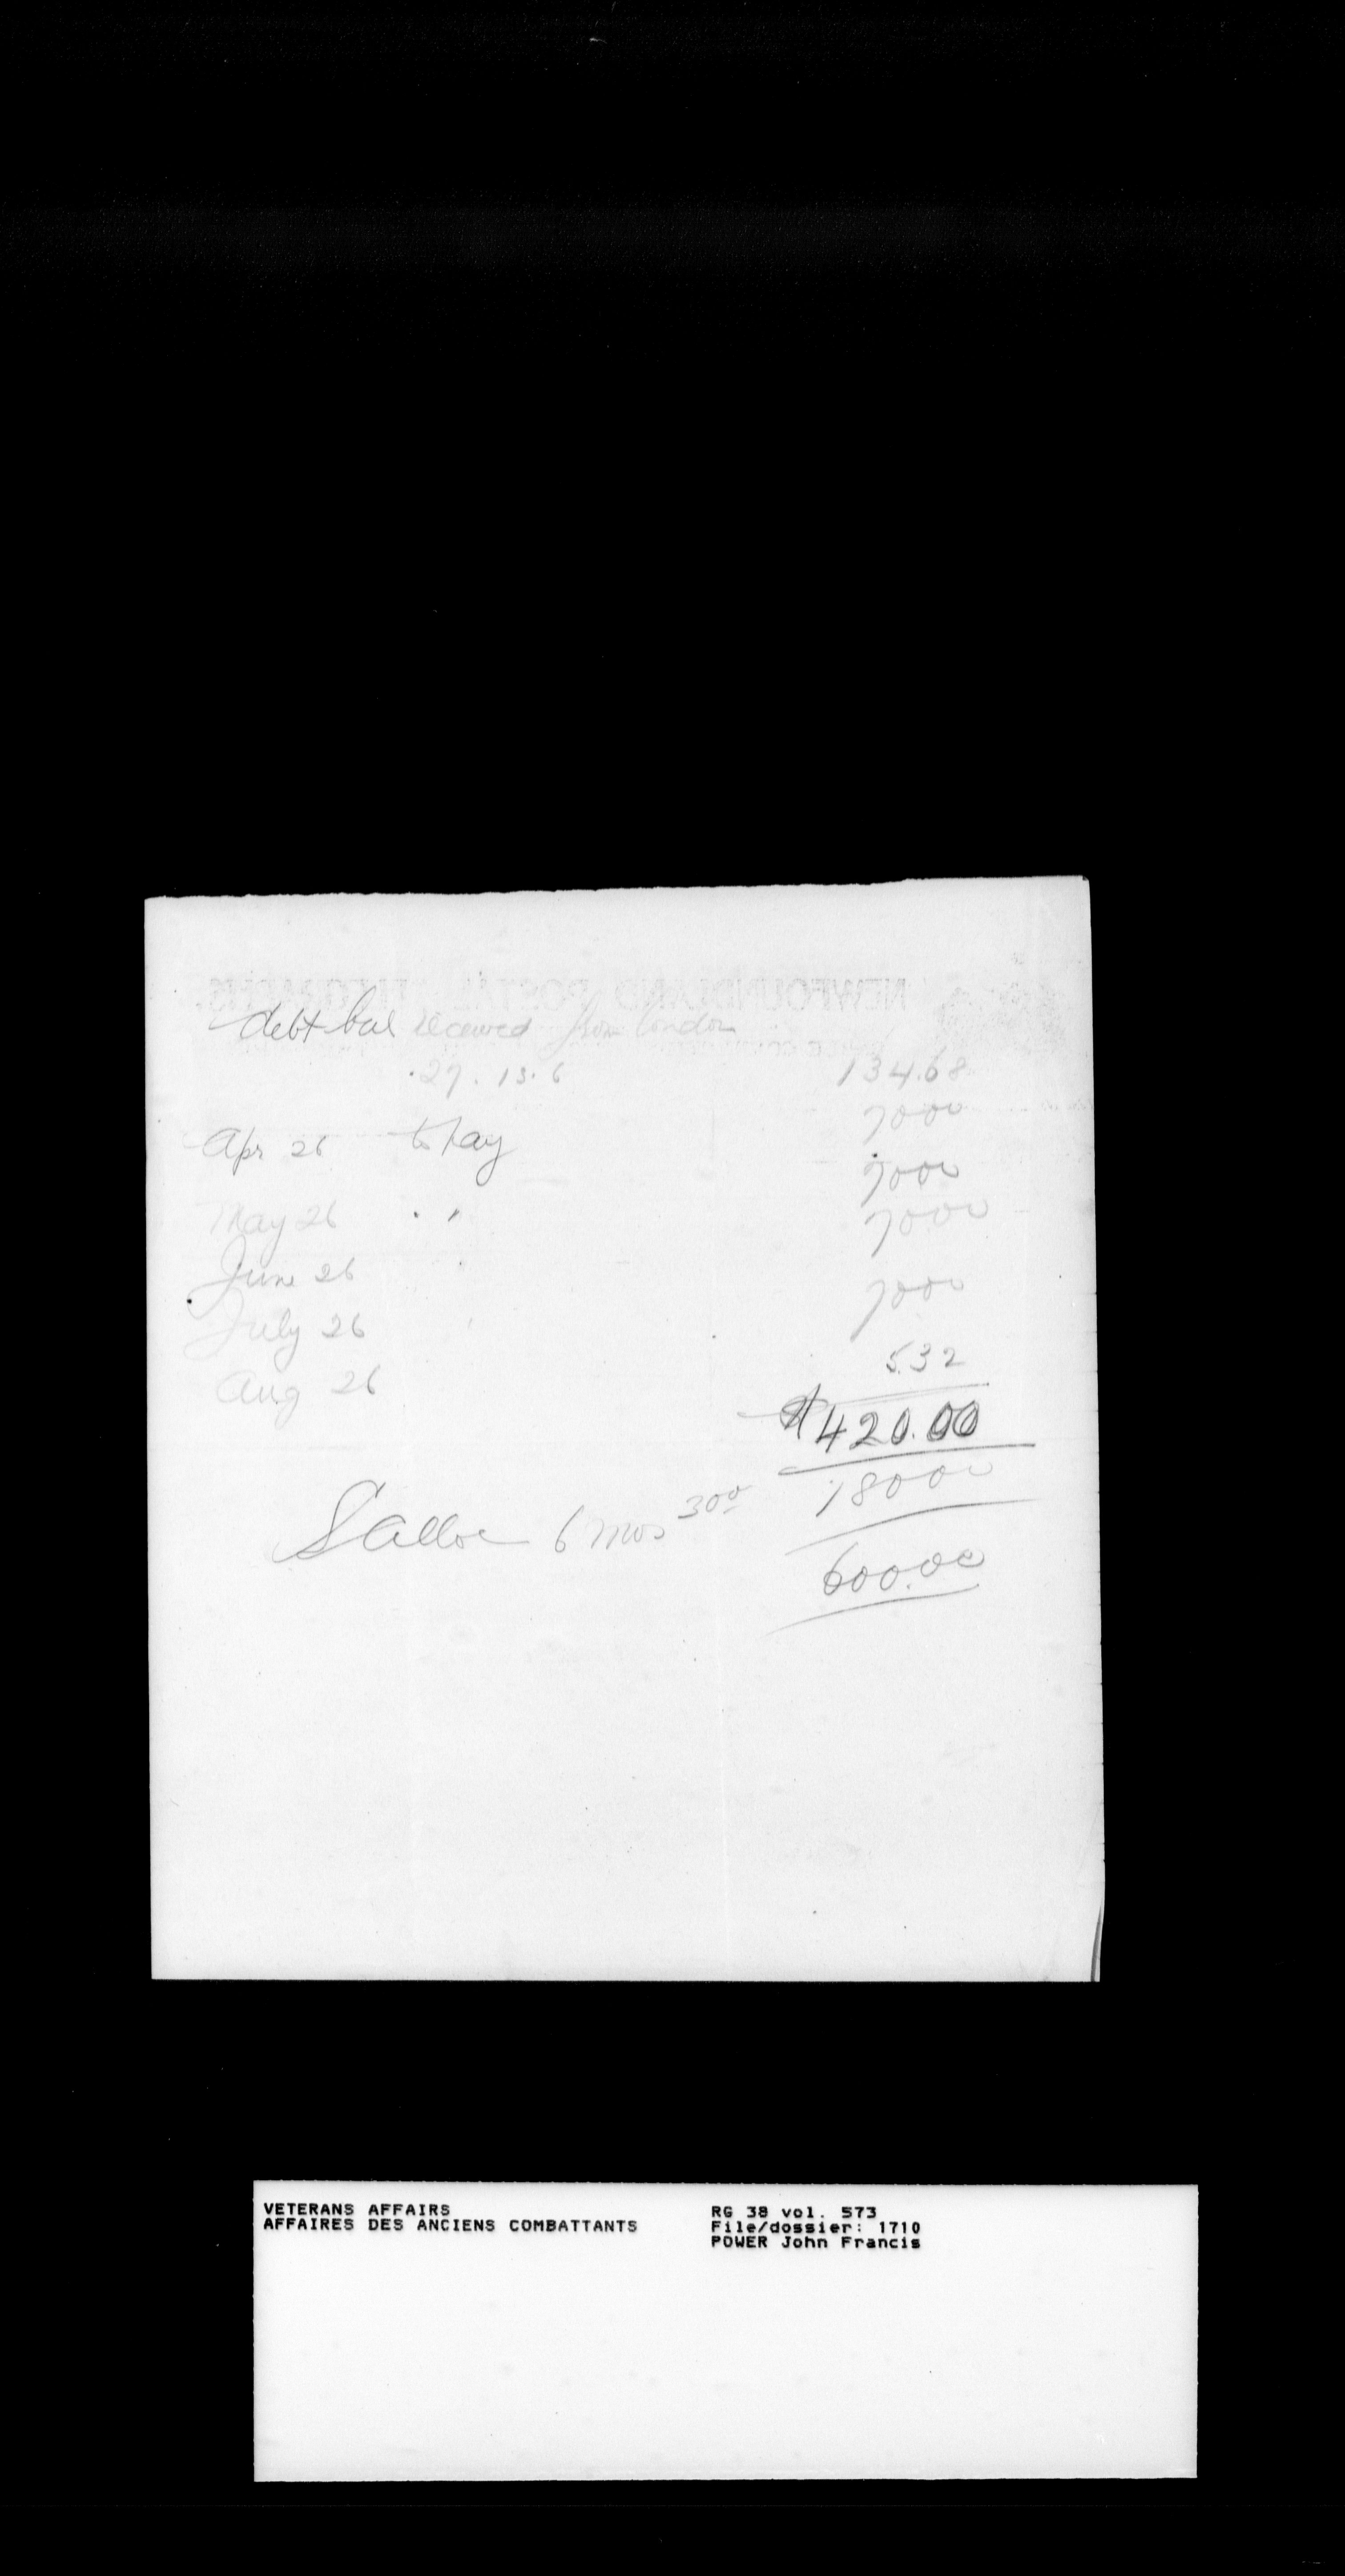 NEWFOUNDLAND POSTAL TELEGRAPHS.
debt bal received from London
27. 13. 6 134.68
Apr 26 to pay 70 00
May 26 " 70 00
June 26 70 00
July 26 70 00
Aug 26 5.32
$420.00
S Allce 6 mos 30 00 180 00
600.00
VETERANS AFFAIRS
AFFAIRES DES ANCIENS COMBATTANTS
RG 38 vol. 573
File/dossier: 1710
POWER John Francis